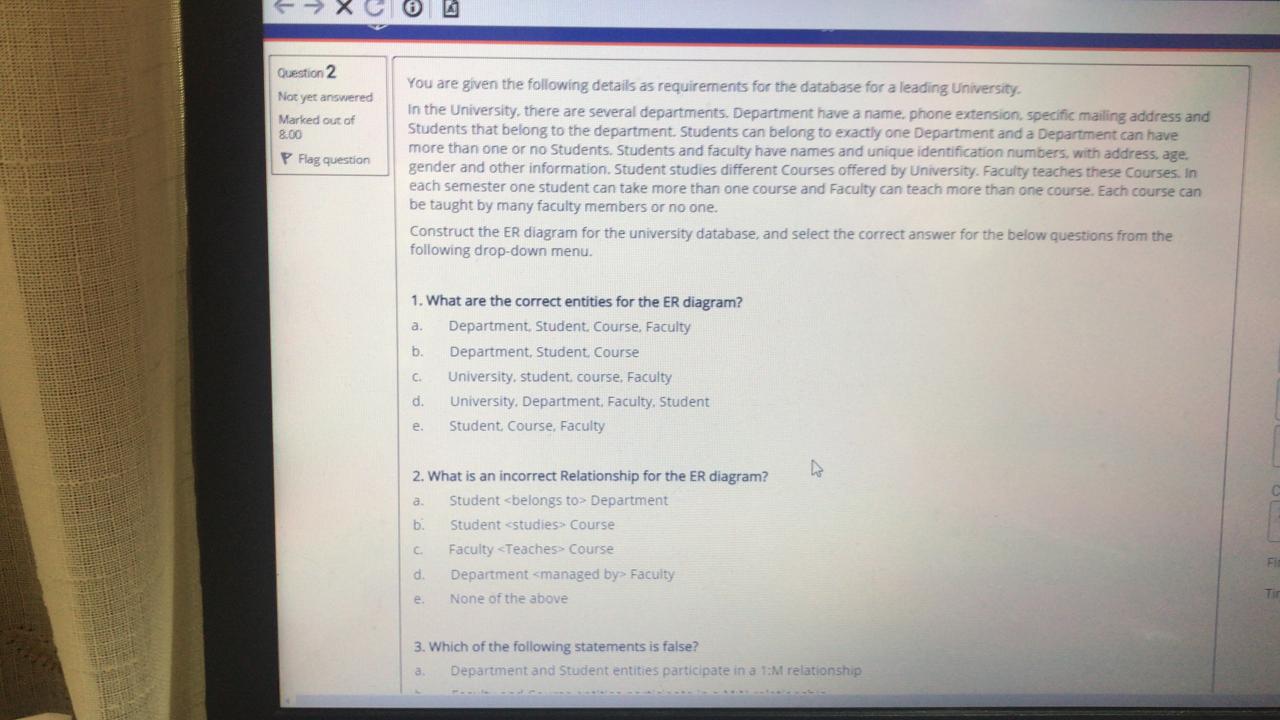 Question 2
Not yet answered
Marked out of
8.00
Flag question
You are given the following details as requirements for the database for a leading University.
In the University, there are several departments. Department have a name, phone extension, specific mailing address and
Students that belong to the department. Students can belong to exactly one Department and a Department can have
more than one or no Students. Students and faculty have names and unique identification numbers, with address, age,
gender and other information. Student studies different Courses offered by University. Faculty teaches these Courses. In
each semester one student can take more than one course and Faculty can teach more than one course. Each course can
be taught by many faculty members or no one.
Construct the ER diagram for the university database, and select the correct answer for the below questions from the
following drop-down menu.
1. What are the correct entities for the ER diagram?
a. Department, Student, Course, Faculty
b. Department, Student, Course
c. University, student, course, Faculty
d. University, Department, Faculty, Student
e. Student, Course, Faculty
2. What is an incorrect Relationship for the ER diagram?
a. Student <belongs to> Department
b. Student <studies> Course
c. Faculty <Teaches> Course
d. Department <managed by> Faculty
e. None of the above
3. Which of the following statements is false?
a. Department and Student entities participate in a 1:M relationship